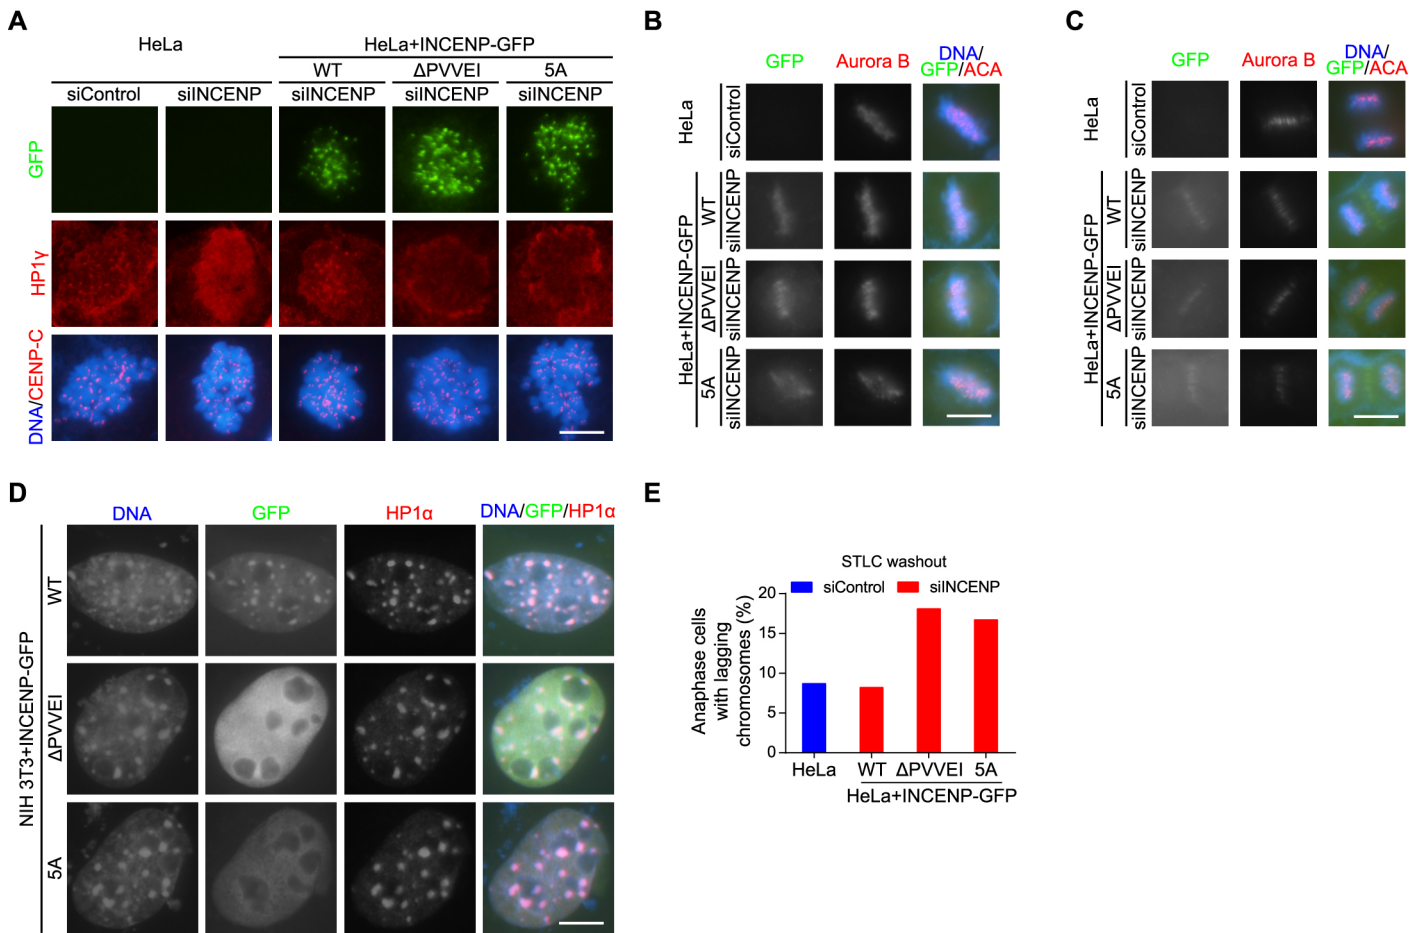 A
HeLa
HeLa+INCENP-GFP
WT
ΔPVVEI
5A
siControl
siINCENP
siINCENP
siINCENP
siINCENP
GFP
HP1γ
DNA/CENP-C
B
GFP
Aurora B
DNA/
GFP/ACA
HeLa
siControl
HeLa+INCENP-GFP
WT
siINCENP
ΔPVVEI
siINCENP
5A
siINCENP
C
GFP
Aurora B
DNA/
GFP/ACA
HeLa
siControl
HeLa+INCENP-GFP
WT
siINCENP
ΔPVVEI
siINCENP
5A
siINCENP
D
DNA
GFP
HP1α
DNA/GFP/HP1α
NIH 3T3+INCENP-GFP
WT
ΔPVVEI
5A
E
STLC washout
siControl
siINCENP
Anaphase cells
with lagging
chromosomes (%)
20
15
10
5
0
HeLa
WT
ΔPVVEI
5A
HeLa+INCENP-GFP